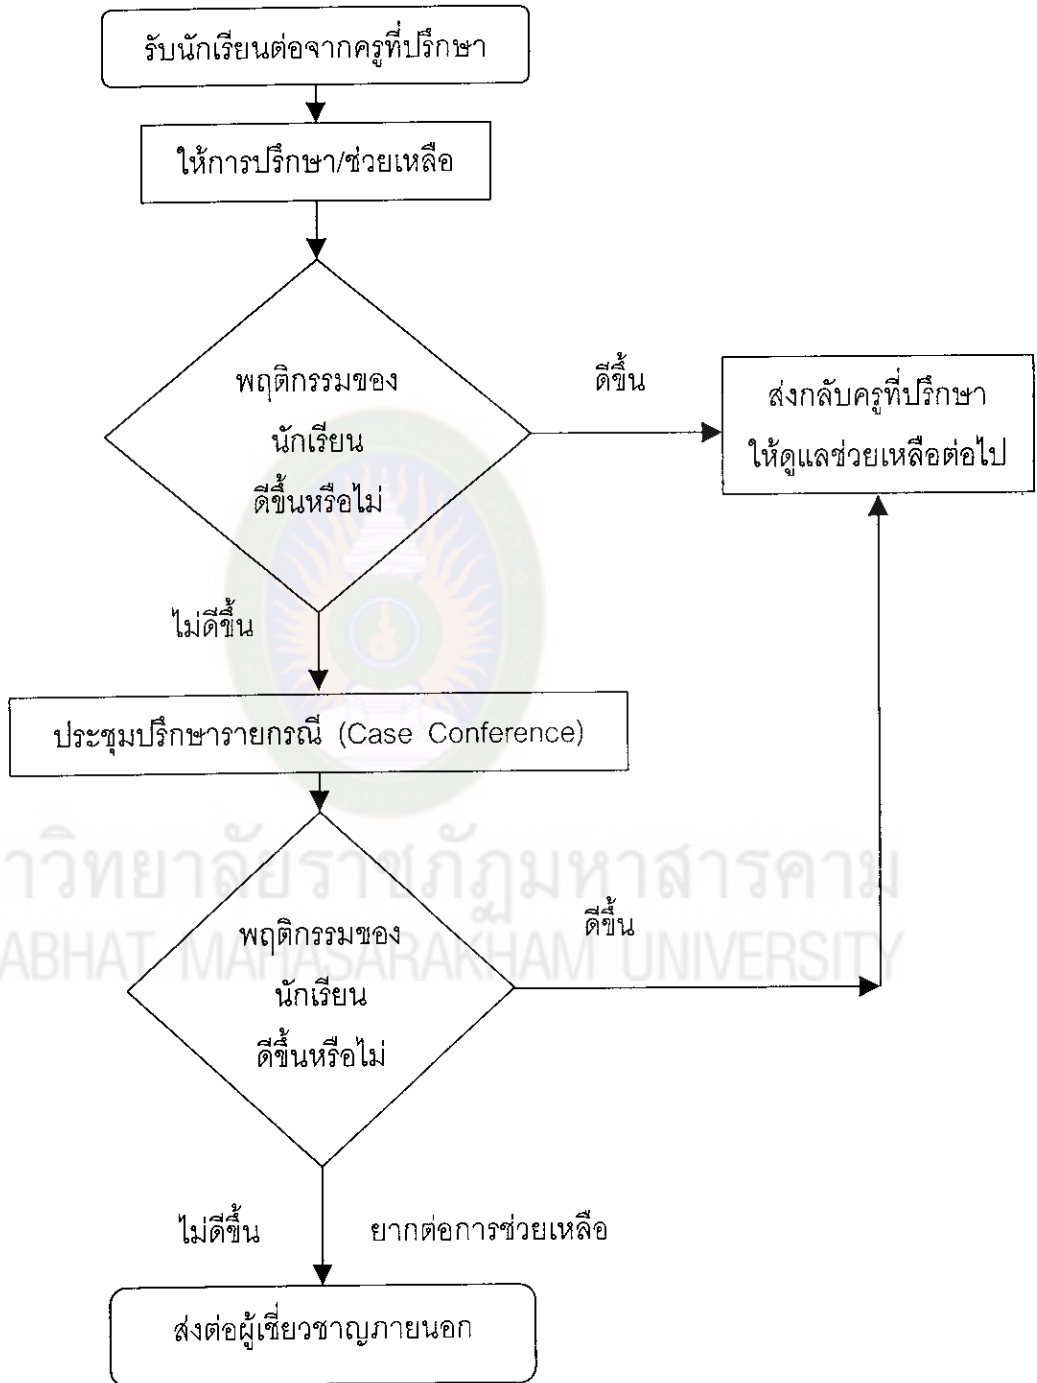 รับนักเรียนต่อจากครูที่ปรึกษา
ให้การปรึกษา/ช่วยเหลือ
พฤติกรรมของ
นักเรียน
ดีขึ้นหรือไม่
ดีขึ้น
ส่งกลับครูที่ปรึกษา
ให้ดูแลช่วยเหลือต่อไป
ไม่ดีขึ้น
ประชุมปรึกษารายกรณี (Case Conference)
าวิทยาลัยราชภัฏมหาสารคาม
ABHAT MAHASARAKHAM UNIVERSITY
พฤติกรรมของ
นักเรียน
ดีขึ้นหรือไม่
ดีขึ้น
ไม่ดีขึ้น
ยากต่อการช่วยเหลือ
ส่งต่อผู้เชี่ยวชาญภายนอก